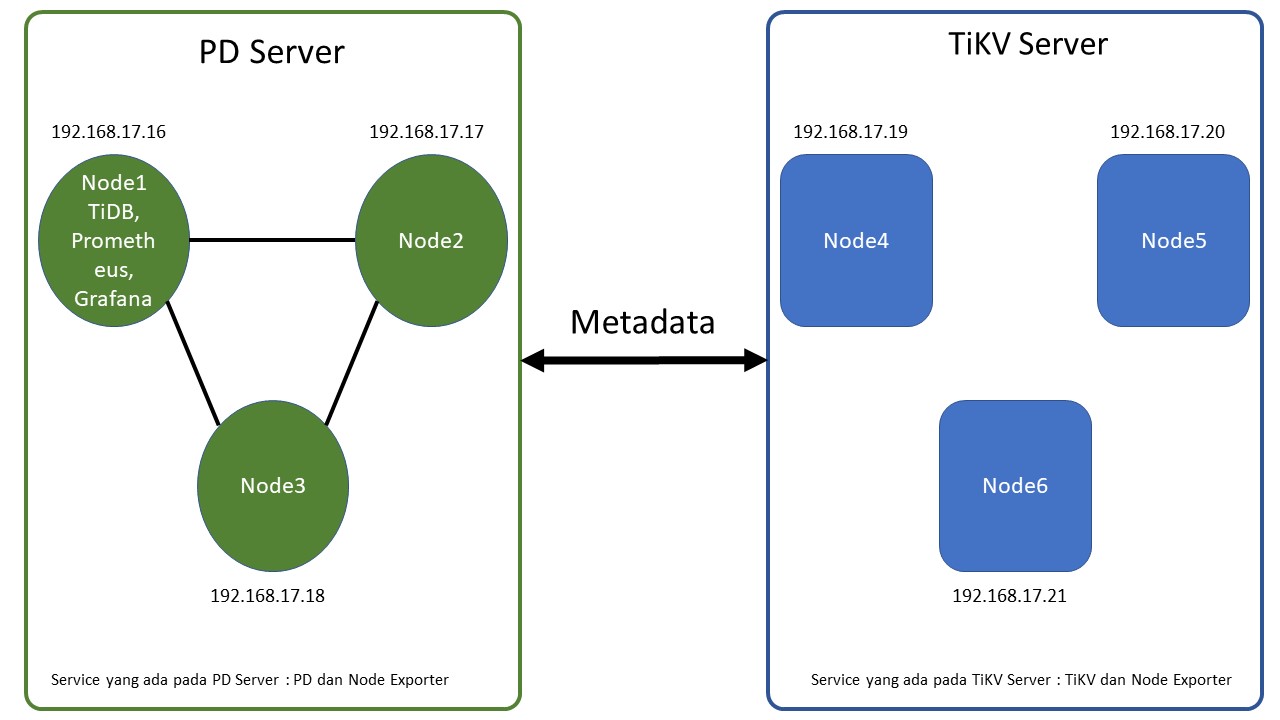 PD Server
192.168.17.16
192.168.17.17
Node1
TiDB,
Prometh
eus,
Grafana
Node2
Node3
192.168.17.18
Service yang ada pada PD Server : PD dan Node Exporter
Metadata
TiKV Server
192.168.17.19
192.168.17.20
Node4
Node5
Node6
192.168.17.21
Service yang ada pada TiKV Server : TiKV dan Node Exporter